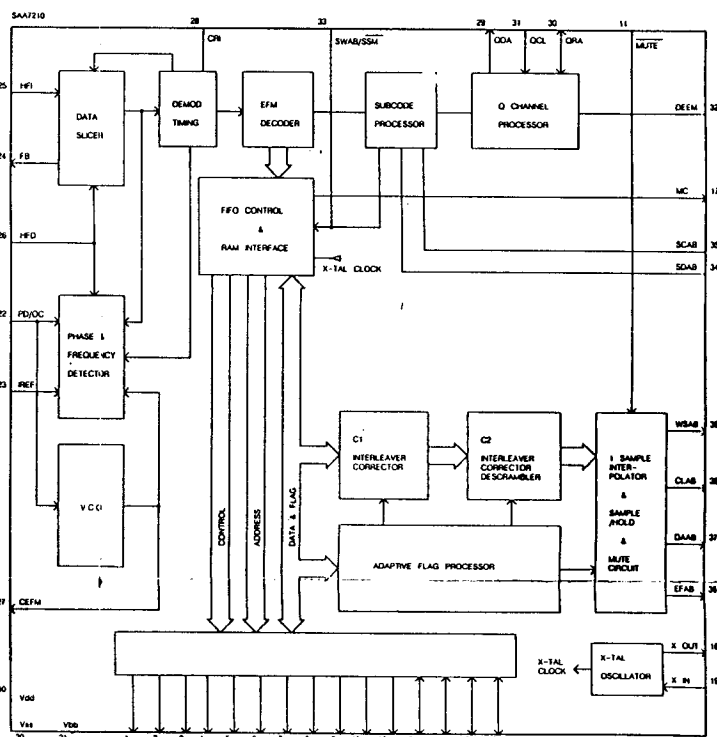 SAA7210
28
33
29
31
30
11
CRI
SWAB/SSM
QDA
QCL
QRA
MUTE
25
HFI
24
FB
26
HFD
22
PD/OC
23
IREF
27
CEFM
DATA
SLICER
DEMOD
TIMING
EFM
DECODER
SUBCODE
PROCESSOR
Q CHANNEL
PROCESSOR
DEEM
32
FIFO CONTROL
&
RAM INTERFACE
MC
X-TAL CLOCK
SCAB
35
SDAB
34
PHASE &
FREQUENCY
DETECTOR
VCO
CONTROL
ADDRESS
DATA & FLAG
C1
INTERLEAVER
CORRECTOR
C2
INTERLEAVER
CORRECTOR
DESCRAMBLER
ADAPTIVE FLAG PROCESSOR
1 SAMPLE
INTER-
POLATOR
&
SAMPLE
/HOLD
&
MUTE
CIRCUIT
WSAB
CLAB
38
DAAB
37
EFAB
36
X-TAL
CLOCK
X-TAL
OSCILLATOR
X OUT
18
X IN
19
Vdd
Vss
Vbb